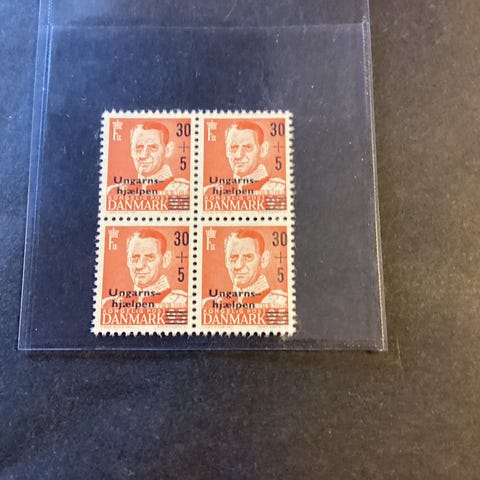 30
+
5
Ungarns-
hjælpen
DANMARK
30
+
5
Ungarns-
hjælpen
DANMARK
30
+
5
Ungarns-
hjælpen
DANMARK
30
+
5
Ungarns-
hjælpen
DANMARK